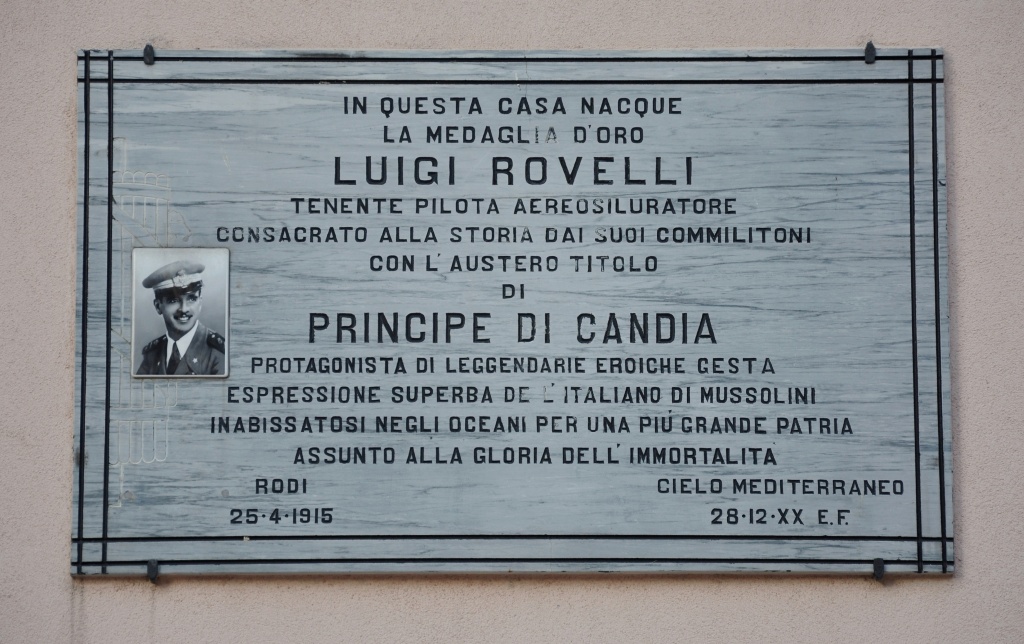 IN QUESTA CASA NACQUE
LA MEDAGLIA D'ORO
LUIGI ROVELLI
TENENTE PILOTA AEREOSILURATORE
CONSACRATO ALLA STORIA DAI SUOI COMMILITONI
CON L'AUSTERO TITOLO
DI
PRINCIPE DI CANDIA
PROTAGONISTA DI LEGGENDARIE EROICHE GESTA
ESPRESSIONE SUPERBA DELL'ITALIANO DI MUSSOLINI
INABISSATOSI NEGLI OCEANI PER UNA PIÙ GRANDE PATRIA
ASSUNTO ALLA GLORIA DELL'IMMORTALITÀ
RODI CIELO MEDITERRANEO
25·4·1915 28·12·XX E.F.